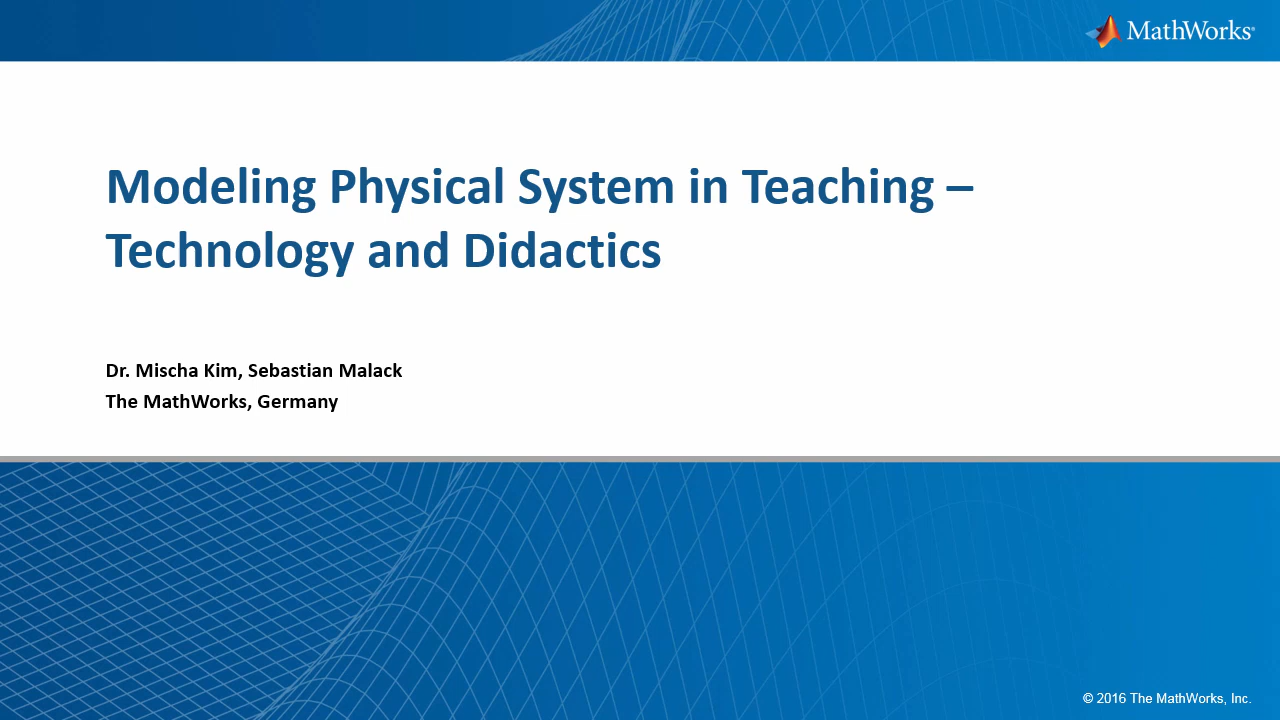 MathWorks®
Modeling Physical System in Teaching –
Technology and Didactics
Dr. Mischa Kim, Sebastian Malack
The MathWorks, Germany
© 2016 The MathWorks, Inc.